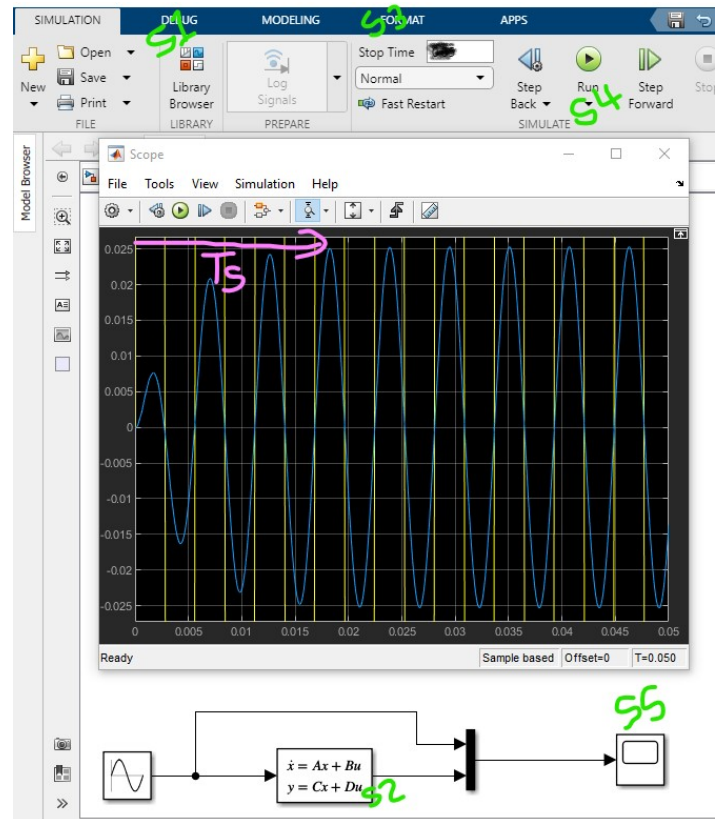 SIMULATION DEBUG MODELING FORMAT APPS
S1 S3
New
Open
Save
Print
FILE
Library
Browser
LIBRARY
Log
Signals
PREPARE
Stop Time
Normal
Fast Restart
Step
Back
Run
Step
Forward
S4
SIMULATE
Model Browser
Scope
File Tools View Simulation Help
Ts
0.025
0.02
0.015
0.01
0.005
0
-0.005
-0.01
-0.015
-0.02
-0.025
0 0.005 0.01 0.015 0.02 0.025 0.03 0.035 0.04 0.045 0.05
Ready Sample based Offset=0 T=0.050
S5
ẋ = Ax + Bu
y = Cx + Du
S2